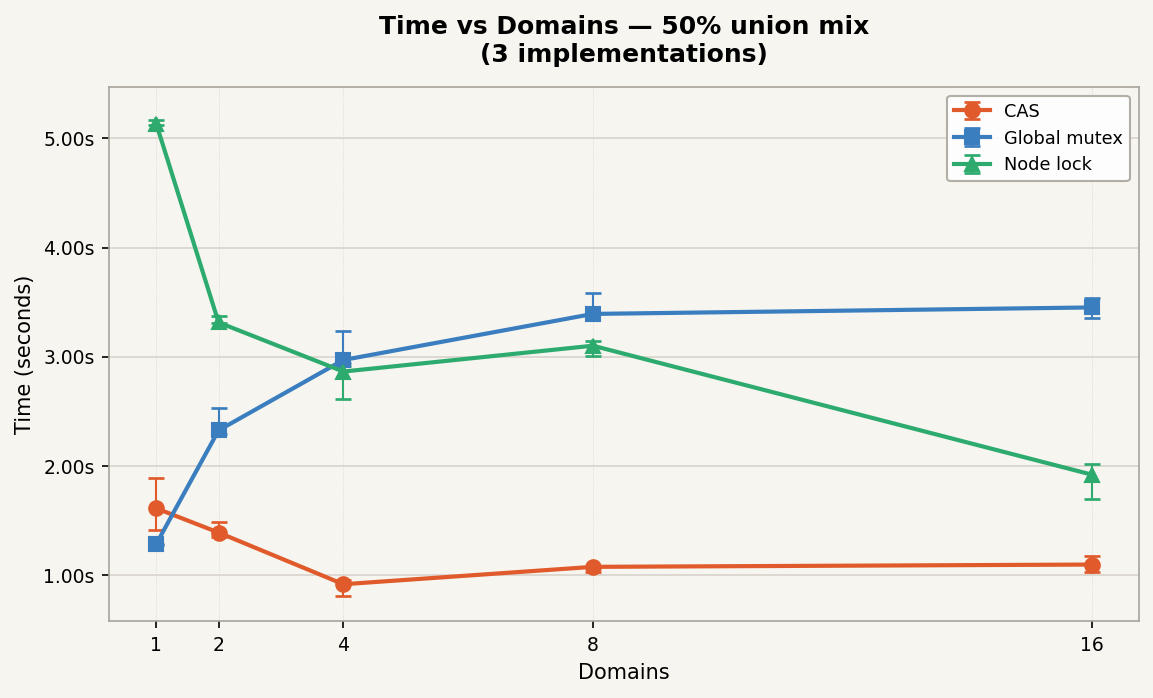 Time vs Domains — 50% union mix
(3 implementations)
CAS
Global mutex
Node lock
5.00s
4.00s
3.00s
2.00s
1.00s
Time (seconds)
1 2 4 8 16
Domains